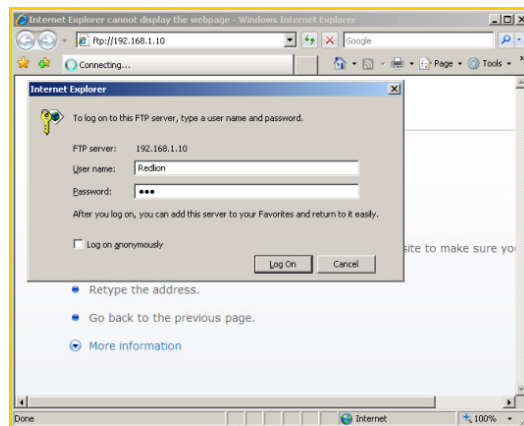 Internet Explorer cannot display the webpage - Windows Internet Explorer
ftp://192.168.1.10
Google
Connecting...
Page
Tools
Internet Explorer
To log on to this FTP server, type a user name and password.
FTP server: 192.168.1.10
User name: Redlion
Password: •••
After you log on, you can add this server to your Favorites and return to it easily.
Log on anonymously
Log On Cancel
site to make sure you
Retype the address.
Go back to the previous page.
More information
Done
Internet
100%